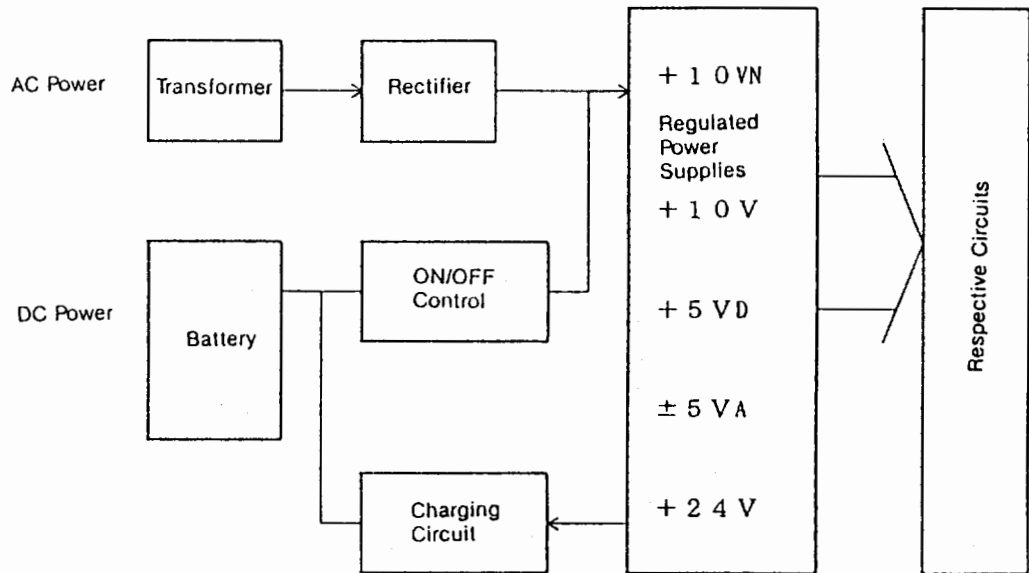 AC Power
Transformer
Rectifier
+10VN
Regulated
Power
Supplies
+10V
DC Power
Battery
ON/OFF
Control
+5VD
±5VA
Charging
Circuit
+24V
Respective Circuits